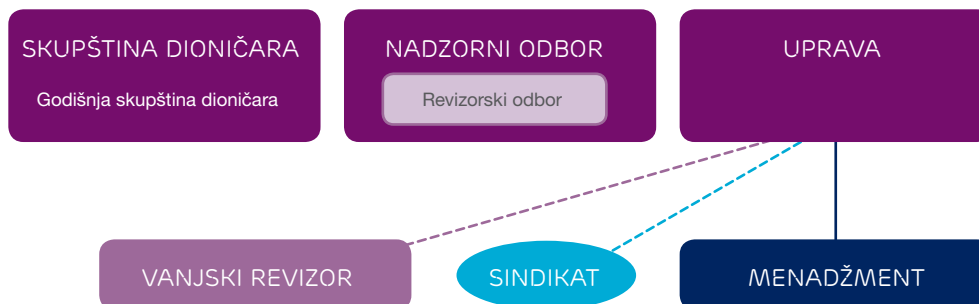 SKUPŠTINA DIONIČARA
Godišnja skupština dioničara
NADZORNI ODBOR
Revizorski odbor
UPRAVA
VANJSKI REVIZOR
SINDIKAT
MENADŽMENT